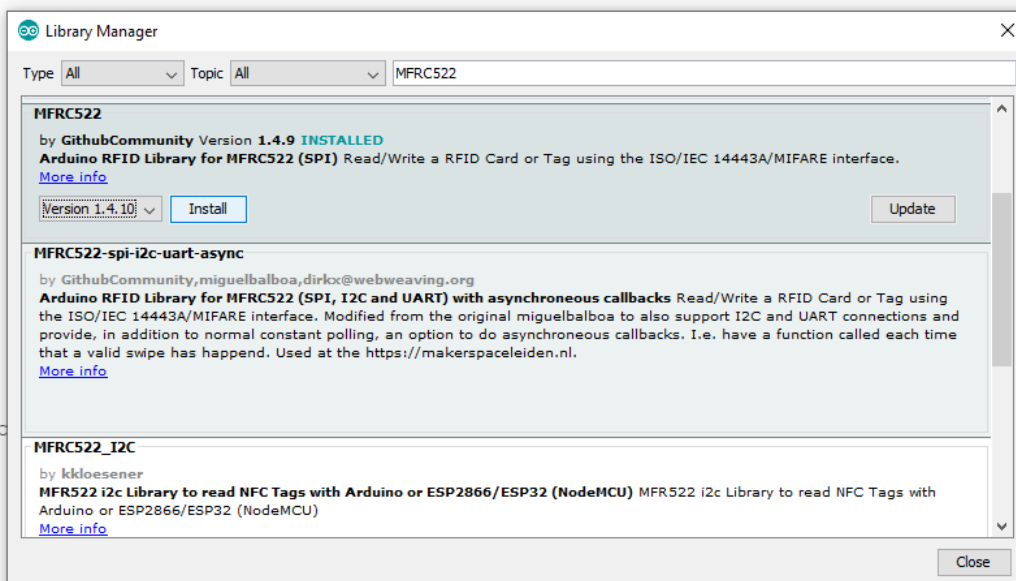 Library Manager
Type All Topic All MFRC522
MFRC522
by GithubCommunity Version 1.4.9 INSTALLED
Arduino RFID Library for MFRC522 (SPI) Read/Write a RFID Card or Tag using the ISO/IEC 14443A/MIFARE interface.
More info
Version 1.4.10 Install Update
MFRC522-spi-i2c-uart-async
by GithubCommunity,miguelbalboa,dirkx@webweaving.org
Arduino RFID Library for MFRC522 (SPI, I2C and UART) with asynchroneous callbacks Read/Write a RFID Card or Tag using
the ISO/IEC 14443A/MIFARE interface. Modified from the original miguelbalboa to also support I2C and UART connections and
provide, in addition to normal constant polling, an option to do asynchroneous callbacks. I.e. have a function called each time
that a valid swipe has happend. Used at the https://makerspaceleiden.nl.
More info
MFRC522_I2C
by kkloesener
MFR522 i2c Library to read NFC Tags with Arduino or ESP2866/ESP32 (NodeMCU) MFR522 i2c Library to read NFC Tags with
Arduino or ESP2866/ESP32 (NodeMCU)
More info
Close